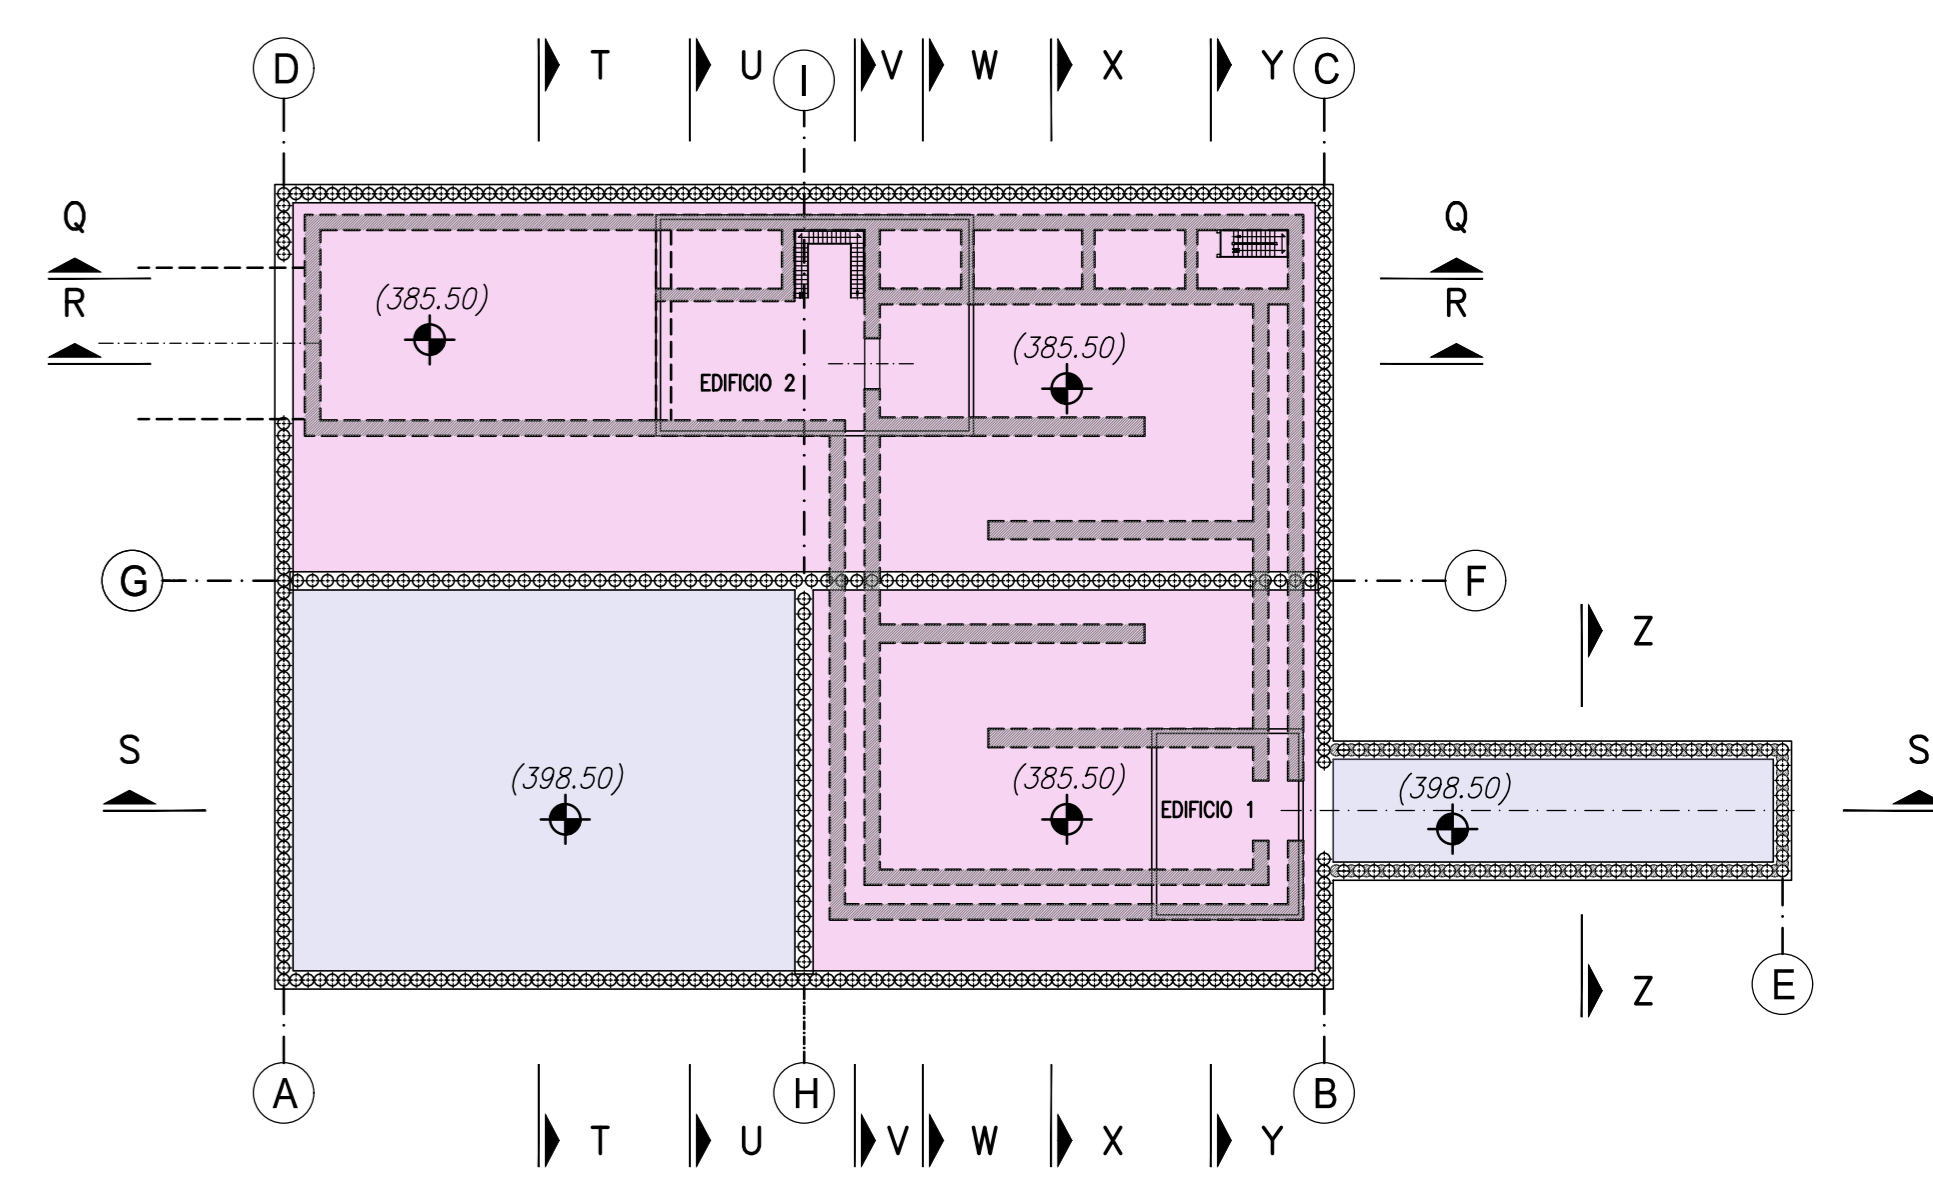 D T U I V W X Y C
Q Q
(385.50)
R R
(385.50)
EDIFICIO 2
G F
Z
S S
(398.50) (385.50) (398.50)
EDIFICIO 1
E
Z
A H B
T U V W X Y